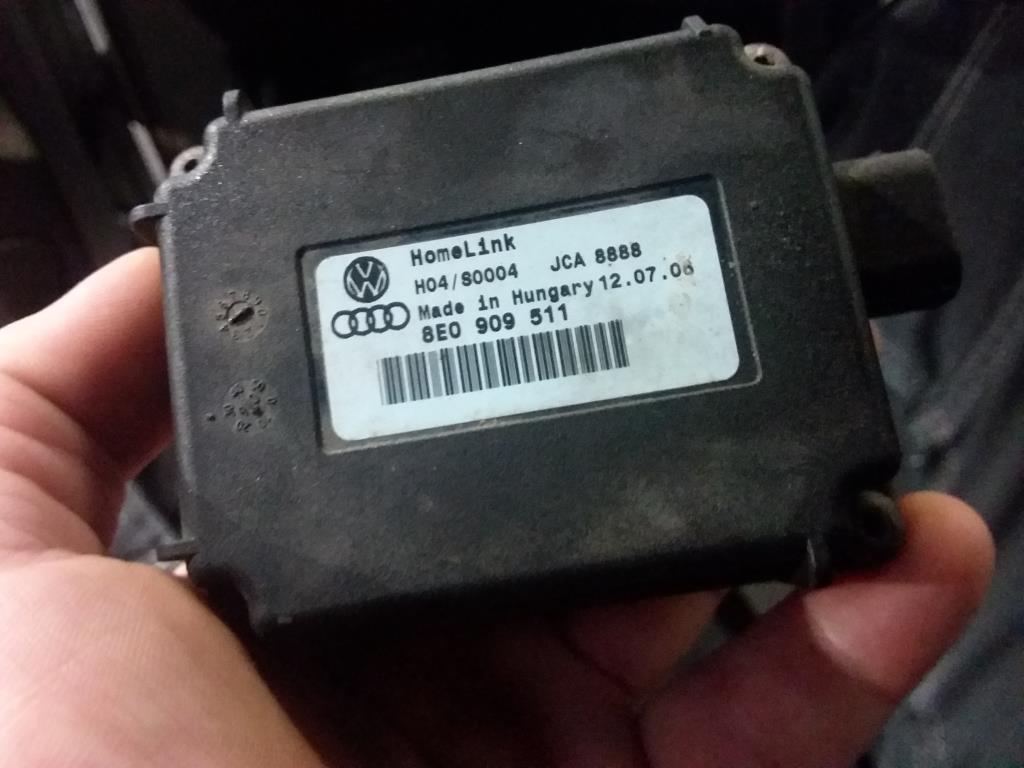 HomeLink
H04/S0004 JCA 8888
Made in Hungary 12.07.06
8E0 909 511